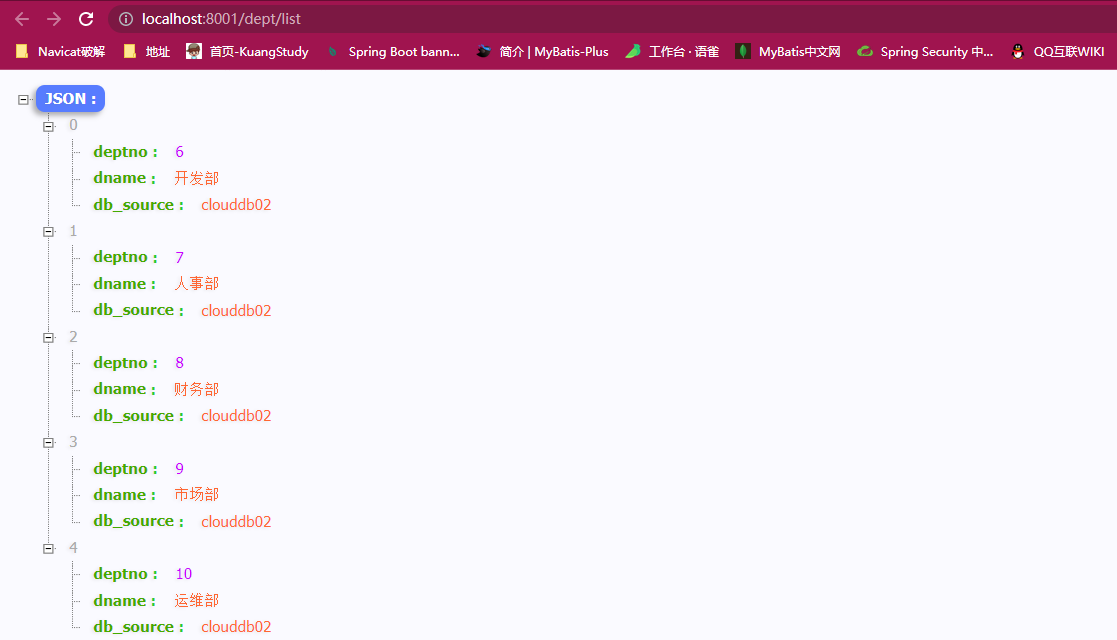 localhost:8001/dept/list
Navicat破解 地址 首页-KuangStudy Spring Boot bann... 简介 | MyBatis-Plus 工作台 · 语雀 MyBatis中文网 Spring Security 中... QQ互联WIKI
JSON :
0
deptno : 6
dname : 开发部
db_source : clouddb02
1
deptno : 7
dname : 人事部
db_source : clouddb02
2
deptno : 8
dname : 财务部
db_source : clouddb02
3
deptno : 9
dname : 市场部
db_source : clouddb02
4
deptno : 10
dname : 运维部
db_source : clouddb02